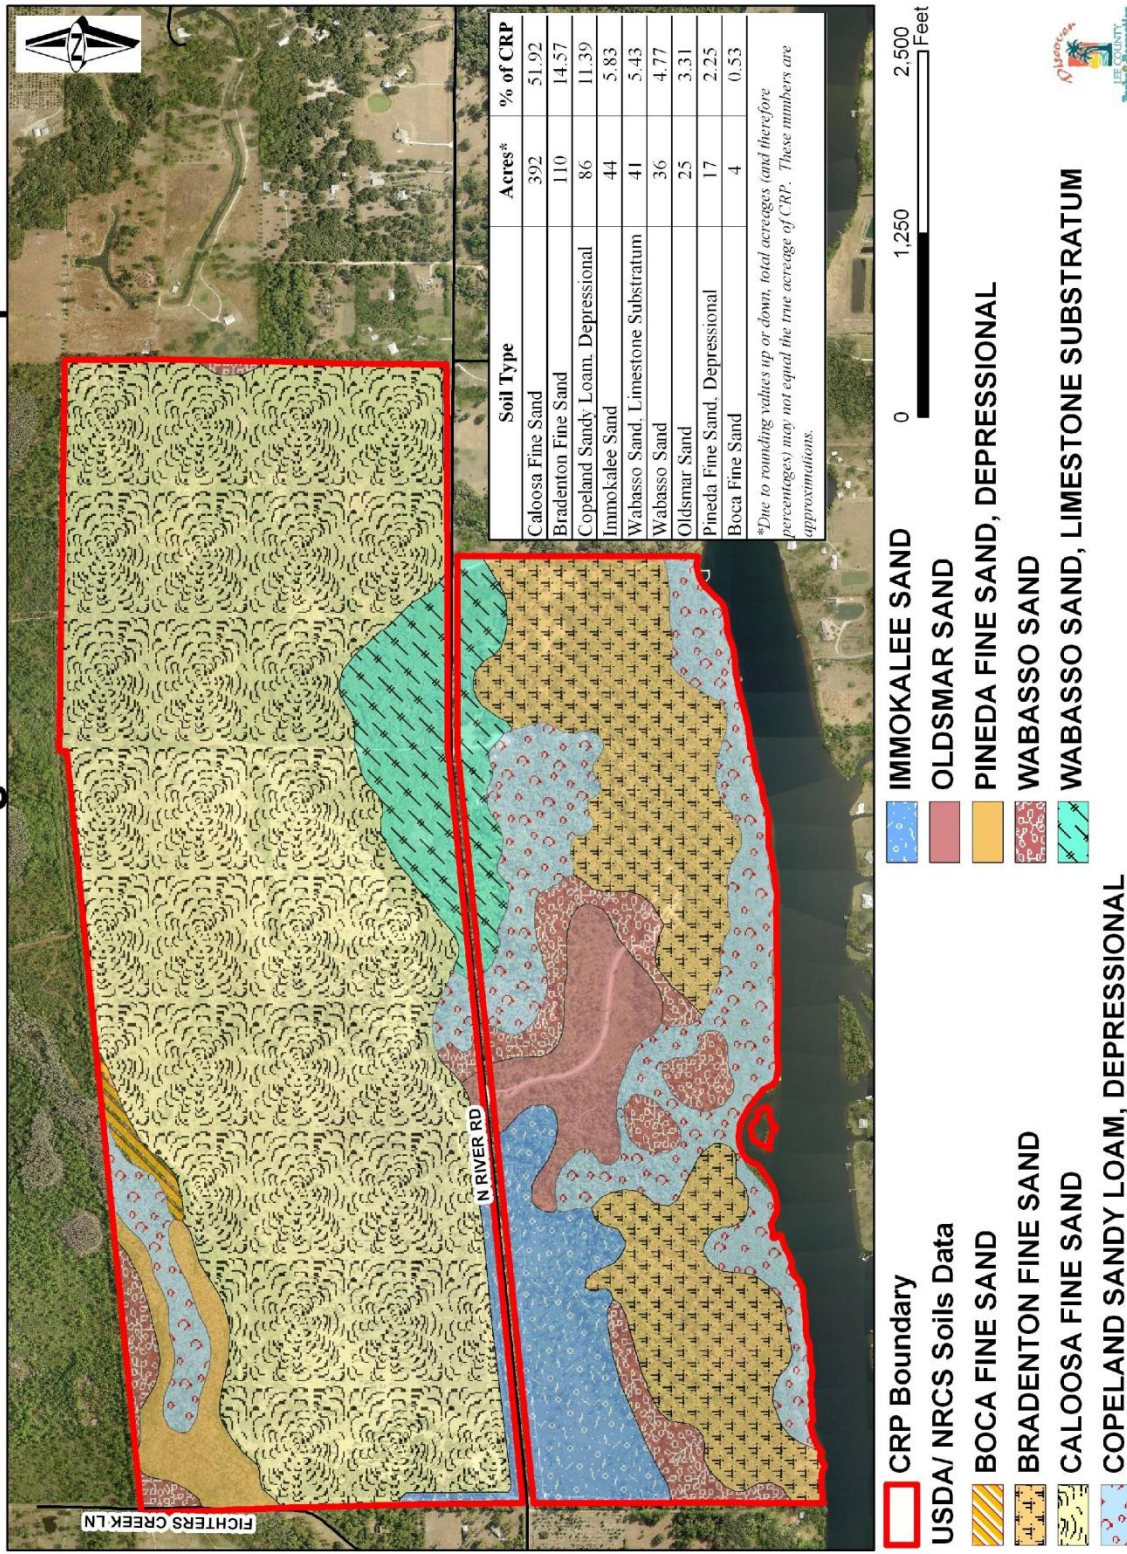 N
FICHTERS CREEK LN
N RIVER RD
Soil Type Acres* % of CRP
Caloosa Fine Sand 392 51.92
Bradenton Fine Sand 110 14.57
Copeland Sandy Loam, Depressional 86 11.39
Immokalee Sand 44 5.83
Wabasso Sand, Limestone Substratum 41 5.43
Wabasso Sand 36 4.77
Oldsmar Sand 25 3.31
Pineda Fine Sand, Depressional 17 2.25
Boca Fine Sand 4 0.53
*Due to rounding values up or down, total acreages (and therefore
percentages) may not equal the true acreage of CRP. These numbers are
approximations.
CRP Boundary
USDA/ NRCS Soils Data
BOCA FINE SAND
BRADENTON FINE SAND
CALOOSA FINE SAND
COPELAND SANDY LOAM, DEPRESSIONAL
IMMOKALEE SAND
OLDSMAR SAND
PINEDA FINE SAND, DEPRESSIONAL
WABASSO SAND
WABASSO SAND, LIMESTONE SUBSTRATUM
0 1,250 2,500
Feet
Discover
LEE COUNTY